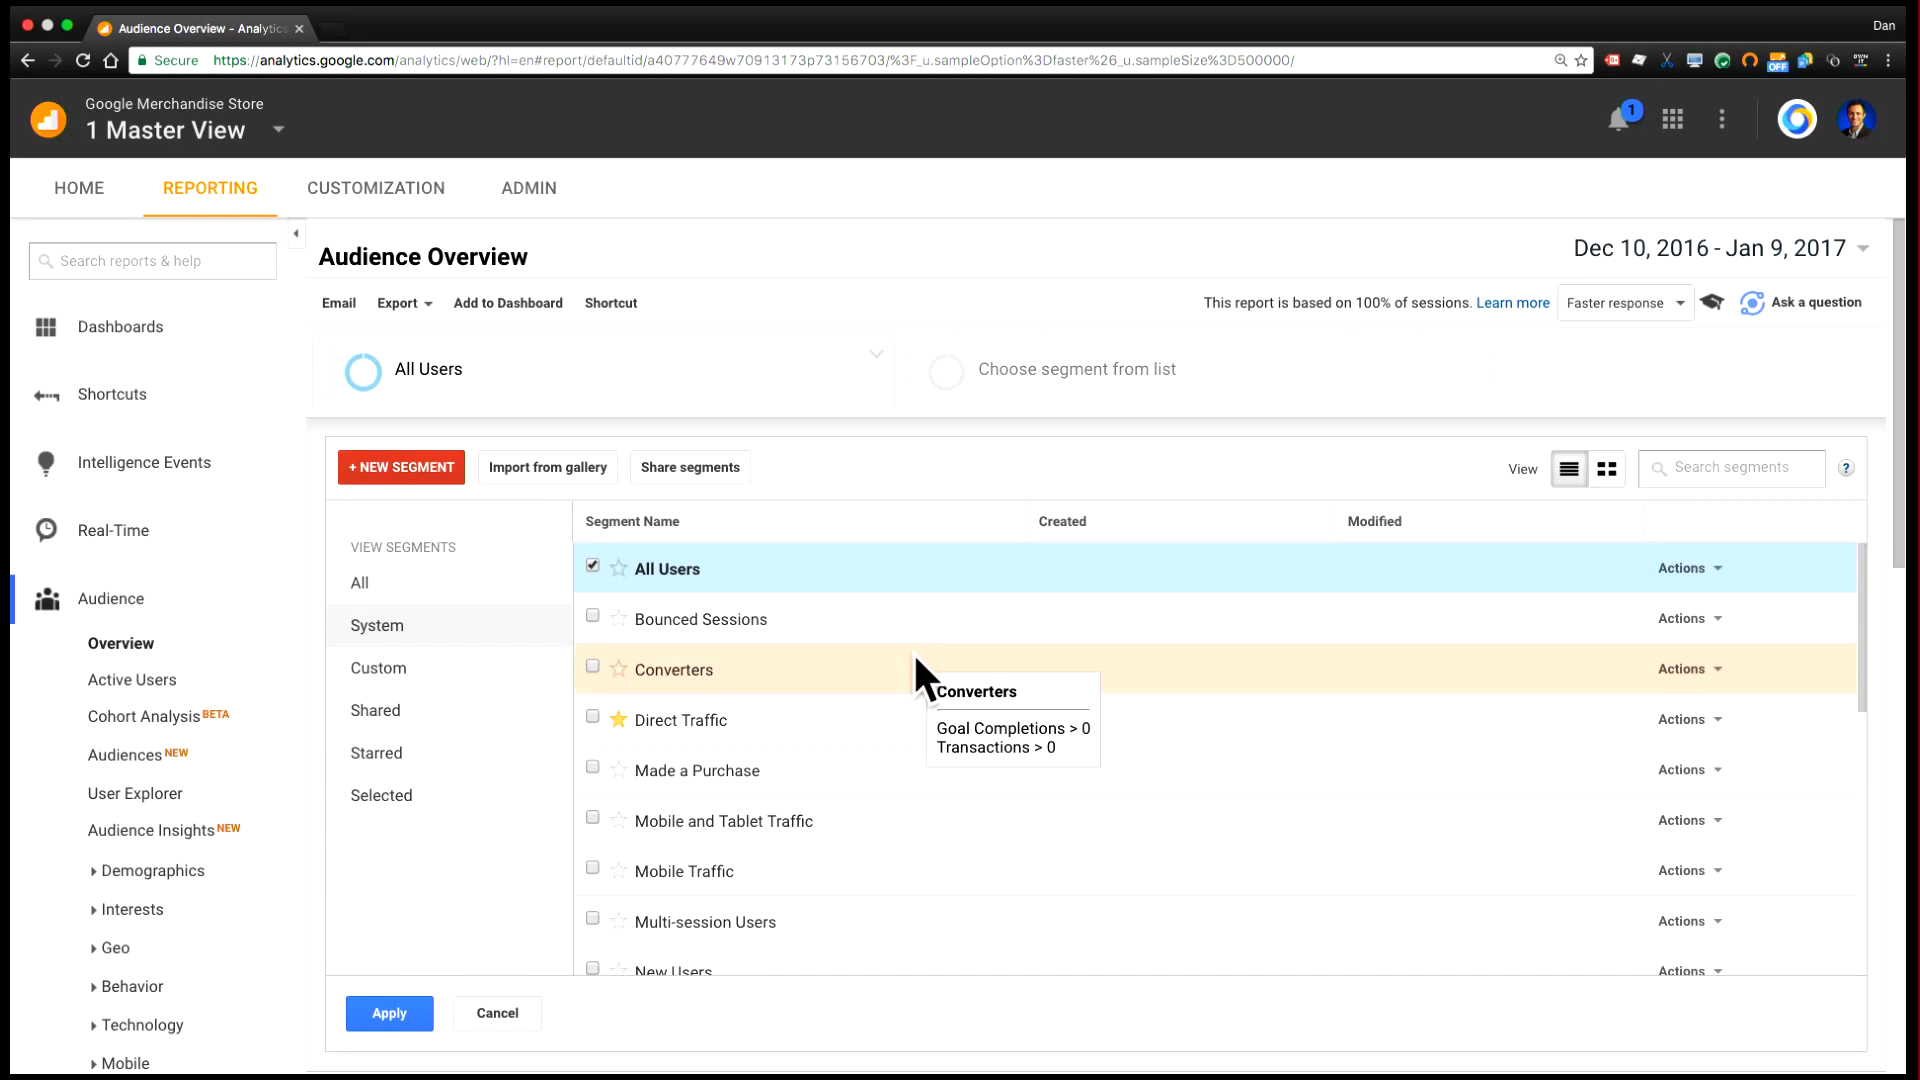 Audience Overview - Analytics
Dan
Secure https://analytics.google.com/analytics/web/?hl=en#report/defaultid/a40777649w70913173p73156703/%3F_u.sampleOption%3Dfaster%26_u.sampleSize%3D500000/
OFF
Google Merchandise Store
1 Master View
1
HOME
REPORTING
CUSTOMIZATION
ADMIN
Search reports & help
Dashboards
Shortcuts
Intelligence Events
Real-Time
Audience
Overview
Active Users
Cohort Analysis BETA
Audiences NEW
User Explorer
Audience Insights NEW
Demographics
Interests
Geo
Behavior
Technology
Mobile
Audience Overview
Dec 10, 2016 - Jan 9, 2017
Email
Export
Add to Dashboard
Shortcut
This report is based on 100% of sessions. Learn more
Faster response
Ask a question
All Users
Choose segment from list
+ NEW SEGMENT
Import from gallery
Share segments
View
Search segments
?
VIEW SEGMENTS
All
System
Custom
Shared
Starred
Selected
Segment Name Created Modified
All Users Actions
Bounced Sessions Actions
Converters Actions
Direct Traffic Actions
Made a Purchase Actions
Mobile and Tablet Traffic Actions
Mobile Traffic Actions
Multi-session Users Actions
New Users Actions
Converters
Goal Completions > 0
Transactions > 0
Apply
Cancel